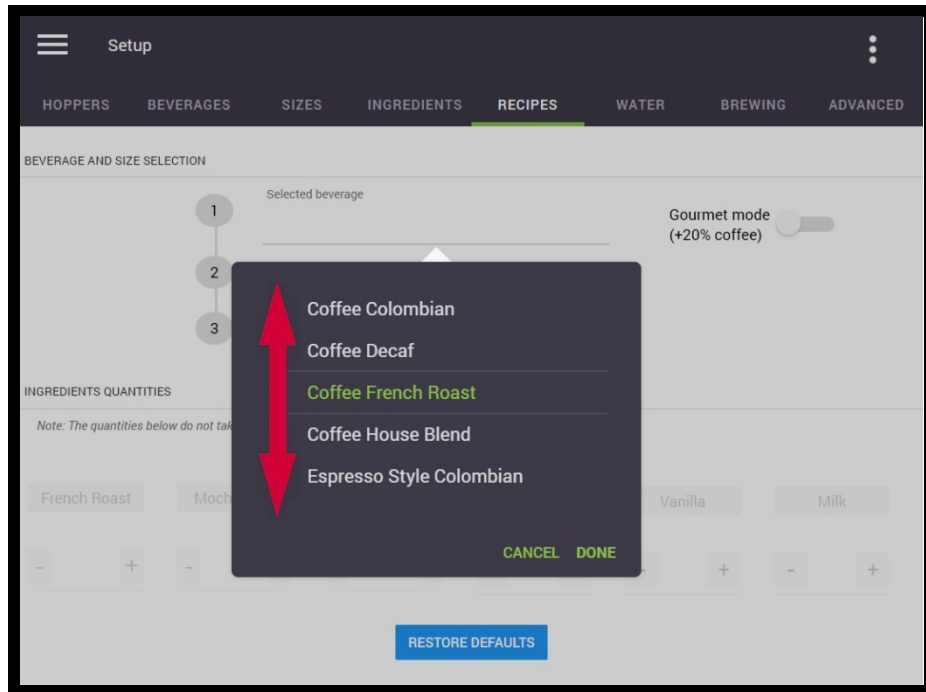 Setup
HOPPERS BEVERAGES SIZES INGREDIENTS RECIPES WATER BREWING ADVANCED
BEVERAGE AND SIZE SELECTION
Selected beverage
1
Gourmet mode
(+20% coffee)
2
3
Coffee Colombian
Coffee Decaf
Coffee French Roast
Coffee House Blend
Espresso Style Colombian
CANCEL DONE
INGREDIENTS QUANTITIES
Note: The quantities below do not
French Roast Vanilla Milk
- + - - + - +
RESTORE DEFAULTS